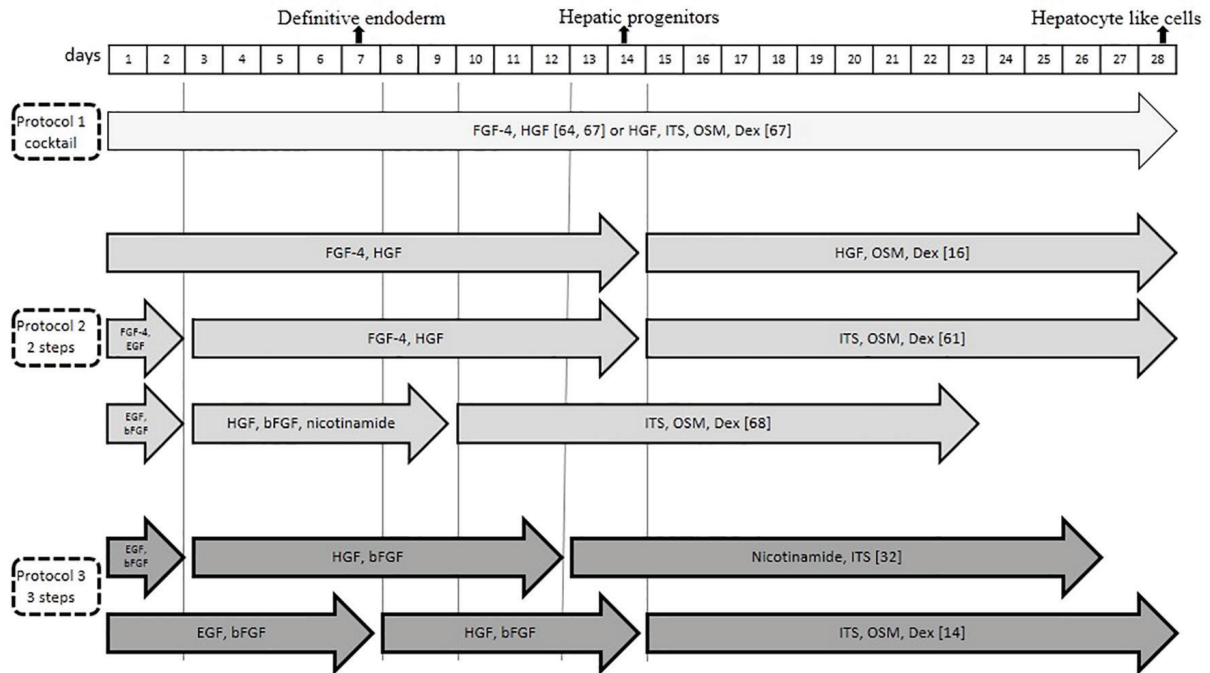 Definitive endoderm
Hepatic progenitors
Hepatocyte like cells
days 1 2 3 4 5 6 7 8 9 10 11 12 13 14 15 16 17 18 19 20 21 22 23 24 25 26 27 28
Protocol 1
cocktail
FGF-4, HGF [64, 67] or HGF, ITS, OSM, Dex [67]
FGF-4, HGF
HGF, OSM, Dex [16]
Protocol 2
2 steps
FGF-4,
EGF
FGF-4, HGF
ITS, OSM, Dex [61]
EGF,
bFGF
HGF, bFGF, nicotinamide
ITS, OSM, Dex [68]
Protocol 3
3 steps
EGF,
bFGF
HGF, bFGF
Nicotinamide, ITS [32]
EGF, bFGF
HGF, bFGF
ITS, OSM, Dex [14]